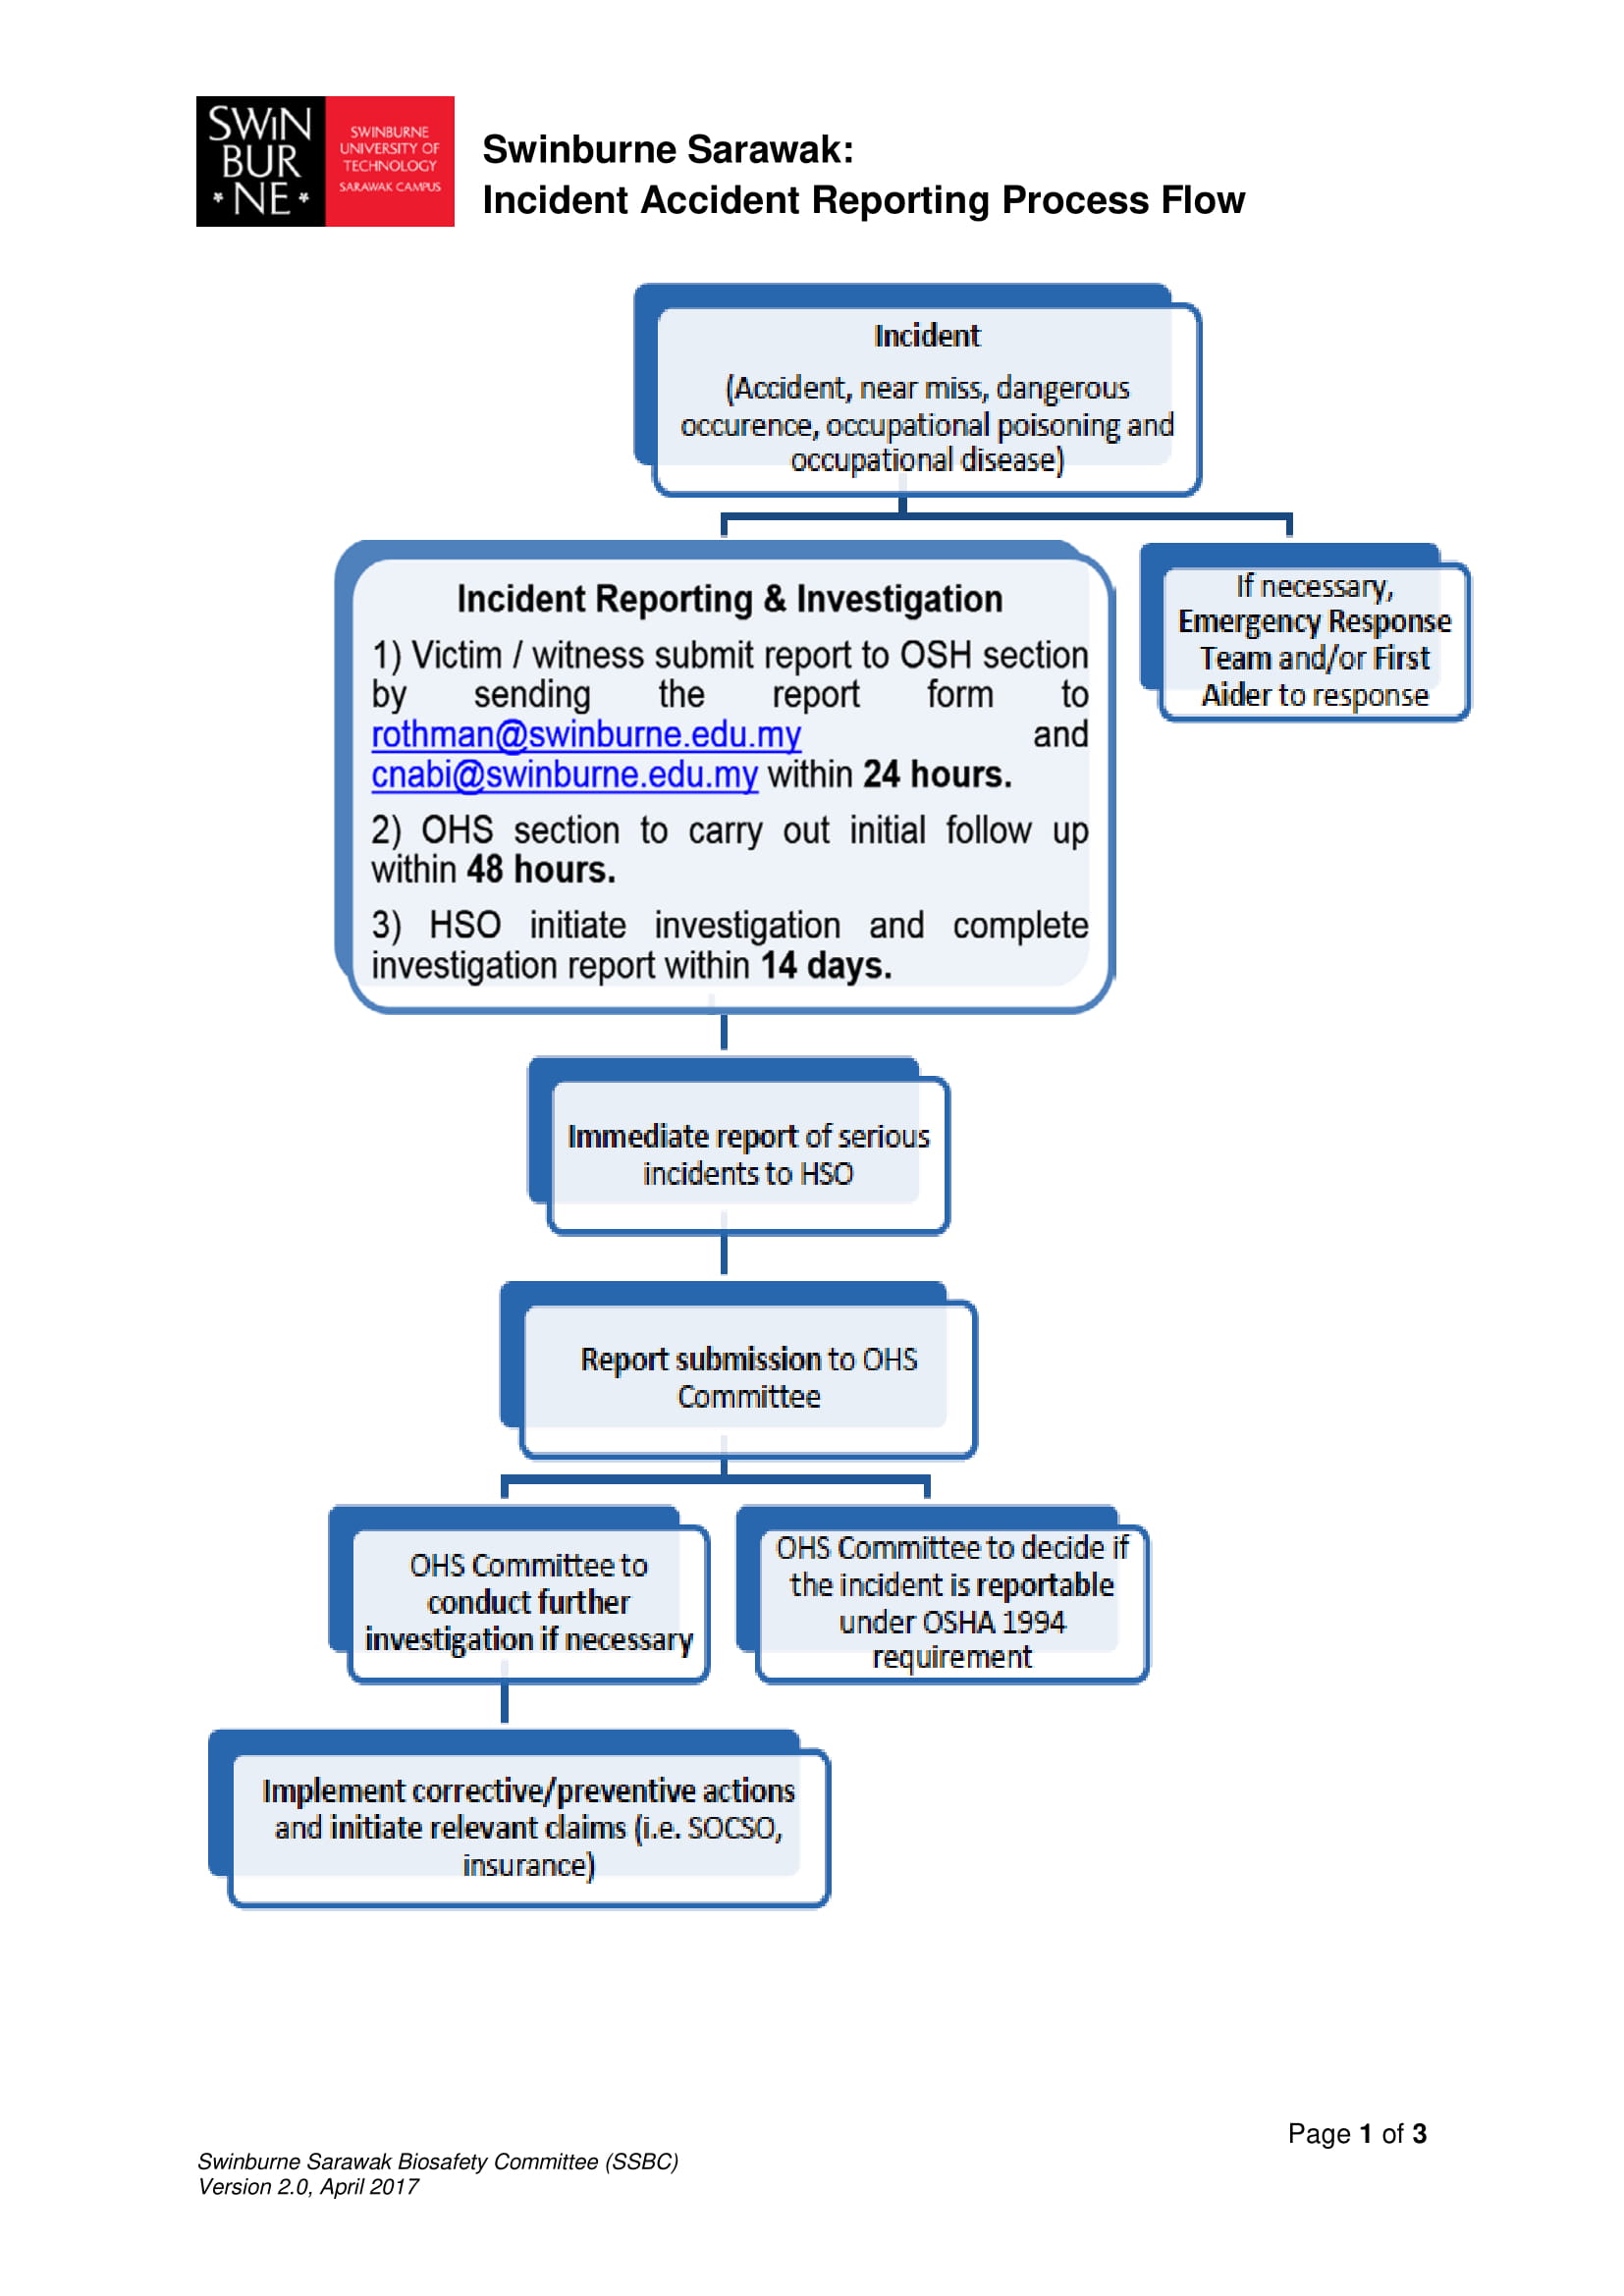 SWIN
BUR
* NE *
SWINBURNE
UNIVERSITY OF
TECHNOLOGY
SARAWAK CAMPUS
Swinburne Sarawak:
Incident Accident Reporting Process Flow
Incident
(Accident, near miss, dangerous
occurence, occupational poisoning and
occupational disease)
Incident Reporting & Investigation
1) Victim / witness submit report to OSH section
by sending the report form to
rothman@swinburne.edu.my and
cnabi@swinburne.edu.my within 24 hours.
2) OHS section to carry out initial follow up
within 48 hours.
3) HSO initiate investigation and complete
investigation report within 14 days.
If necessary,
Emergency Response
Team and/or First
Aider to response
Immediate report of serious
incidents to HSO
Report submission to OHS
Committee
OHS Committee to
conduct further
investigation if necessary
OHS Committee to decide if
the incident is reportable
under OSHA 1994
requirement
Implement corrective/preventive actions
and initiate relevant claims (i.e. SOCSO,
insurance)
Page 1 of 3
Swinburne Sarawak Biosafety Committee (SSBC)
Version 2.0, April 2017